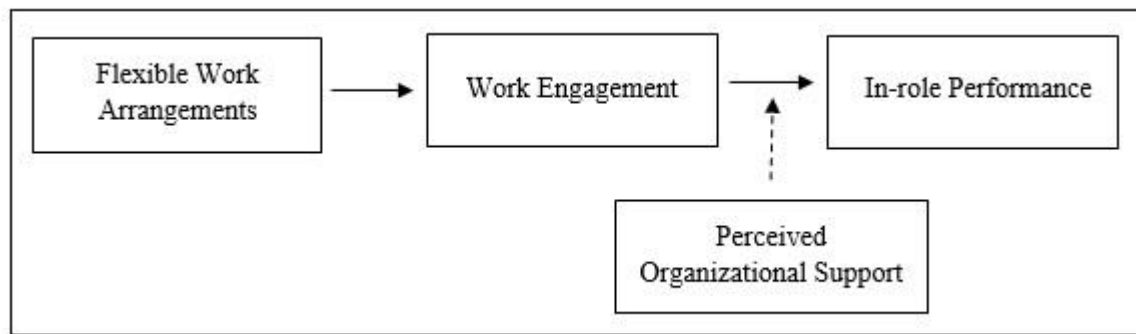 Flexible Work
Arrangements
Work Engagement
In-role Performance
Perceived
Organizational Support